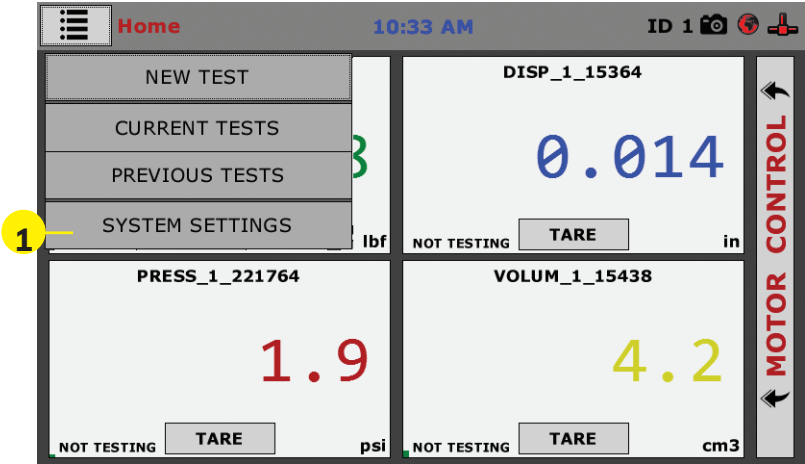 Home
10:33 AM
ID 1
NEW TEST
CURRENT TESTS
PREVIOUS TESTS
SYSTEM SETTINGS
1
lbf
DISP_1_15364
0.014
NOT TESTING
TARE
in
PRESS_1_221764
1.9
NOT TESTING
TARE
psi
VOLUM_1_15438
4.2
NOT TESTING
TARE
cm3
MOTOR CONTROL